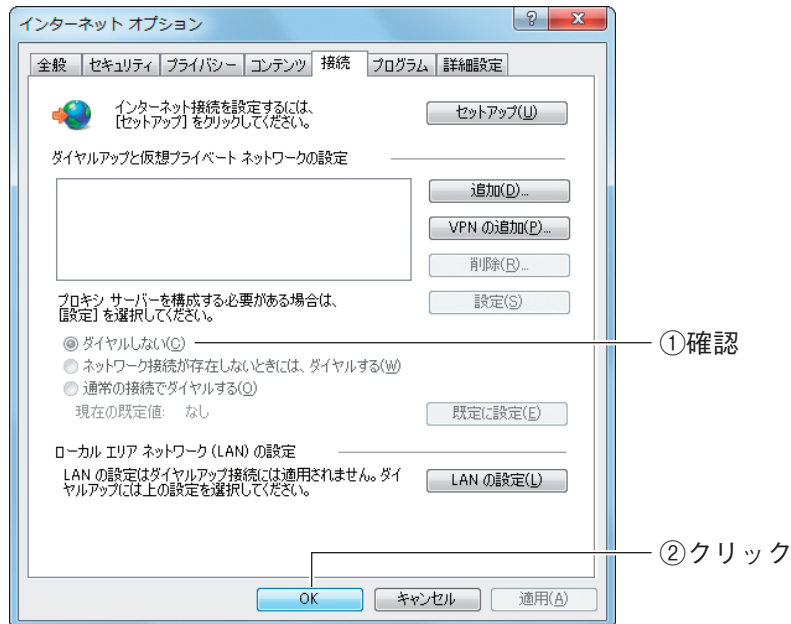 インターネット オプション
全般 セキュリティ プライバシー コンテンツ 接続 プログラム 詳細設定
インターネット接続を設定するには、
[セットアップ] をクリックしてください。
セットアップ(U)
ダイヤルアップと仮想プライベート ネットワークの設定
追加(D)...
VPN の追加(P)...
削除(R)...
プロキシ サーバーを構成する必要がある場合は、
[設定] を選択してください。
設定(S)
ダイヤルしない(C)
①確認
ネットワーク接続が存在しないときには、ダイヤルする(W)
通常の接続でダイヤルする(O)
現在の既定値: なし
既定に設定(E)
ローカル エリア ネットワーク (LAN) の設定
LAN の設定はダイヤルアップ接続には適用されません。ダイ
ヤルアップには上の設定を選択してください。
LAN の設定(L)
②クリック
OK キャンセル 適用(A)